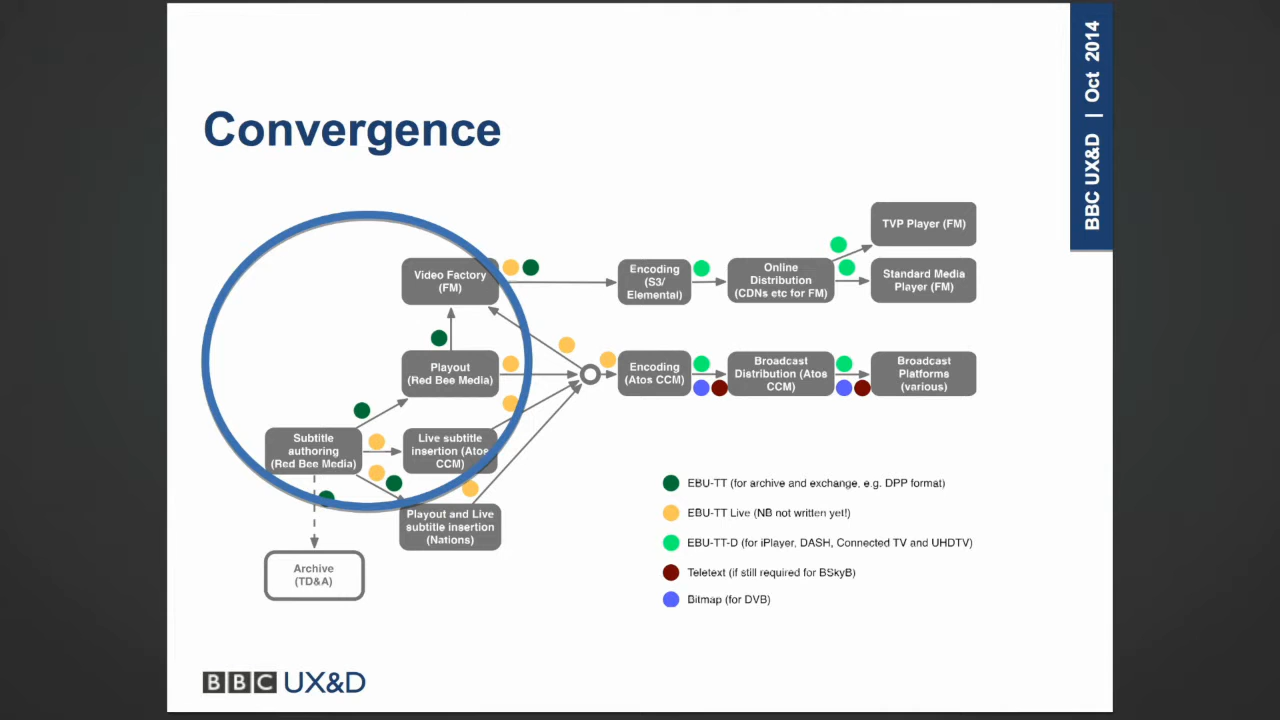 BBC UX&D | Oct 2014
Convergence
TVP Player (FM)
Video Factory
(FM)
Encoding
(S3/
Elemental)
Online
Distribution
(CDNs etc for FM)
Standard Media
Player (FM)
Playout
(Red Bee Media)
Encoding
(Atos CCM)
Broadcast
Distribution (Atos
CCM)
Broadcast
Platforms
(various)
Subtitle
authoring
(Red Bee Media)
Live subtitle
insertion (Atos
CCM)
Playout and Live
subtitle insertion
(Nations)
Archive
(TD&A)
EBU-TT (for archive and exchange, e.g. DPP format)
EBU-TT Live (NB not written yet!)
EBU-TT-D (for iPlayer, DASH, Connected TV and UHDTV)
Teletext (if still required for BSkyB)
Bitmap (for DVB)
BBC UX&D